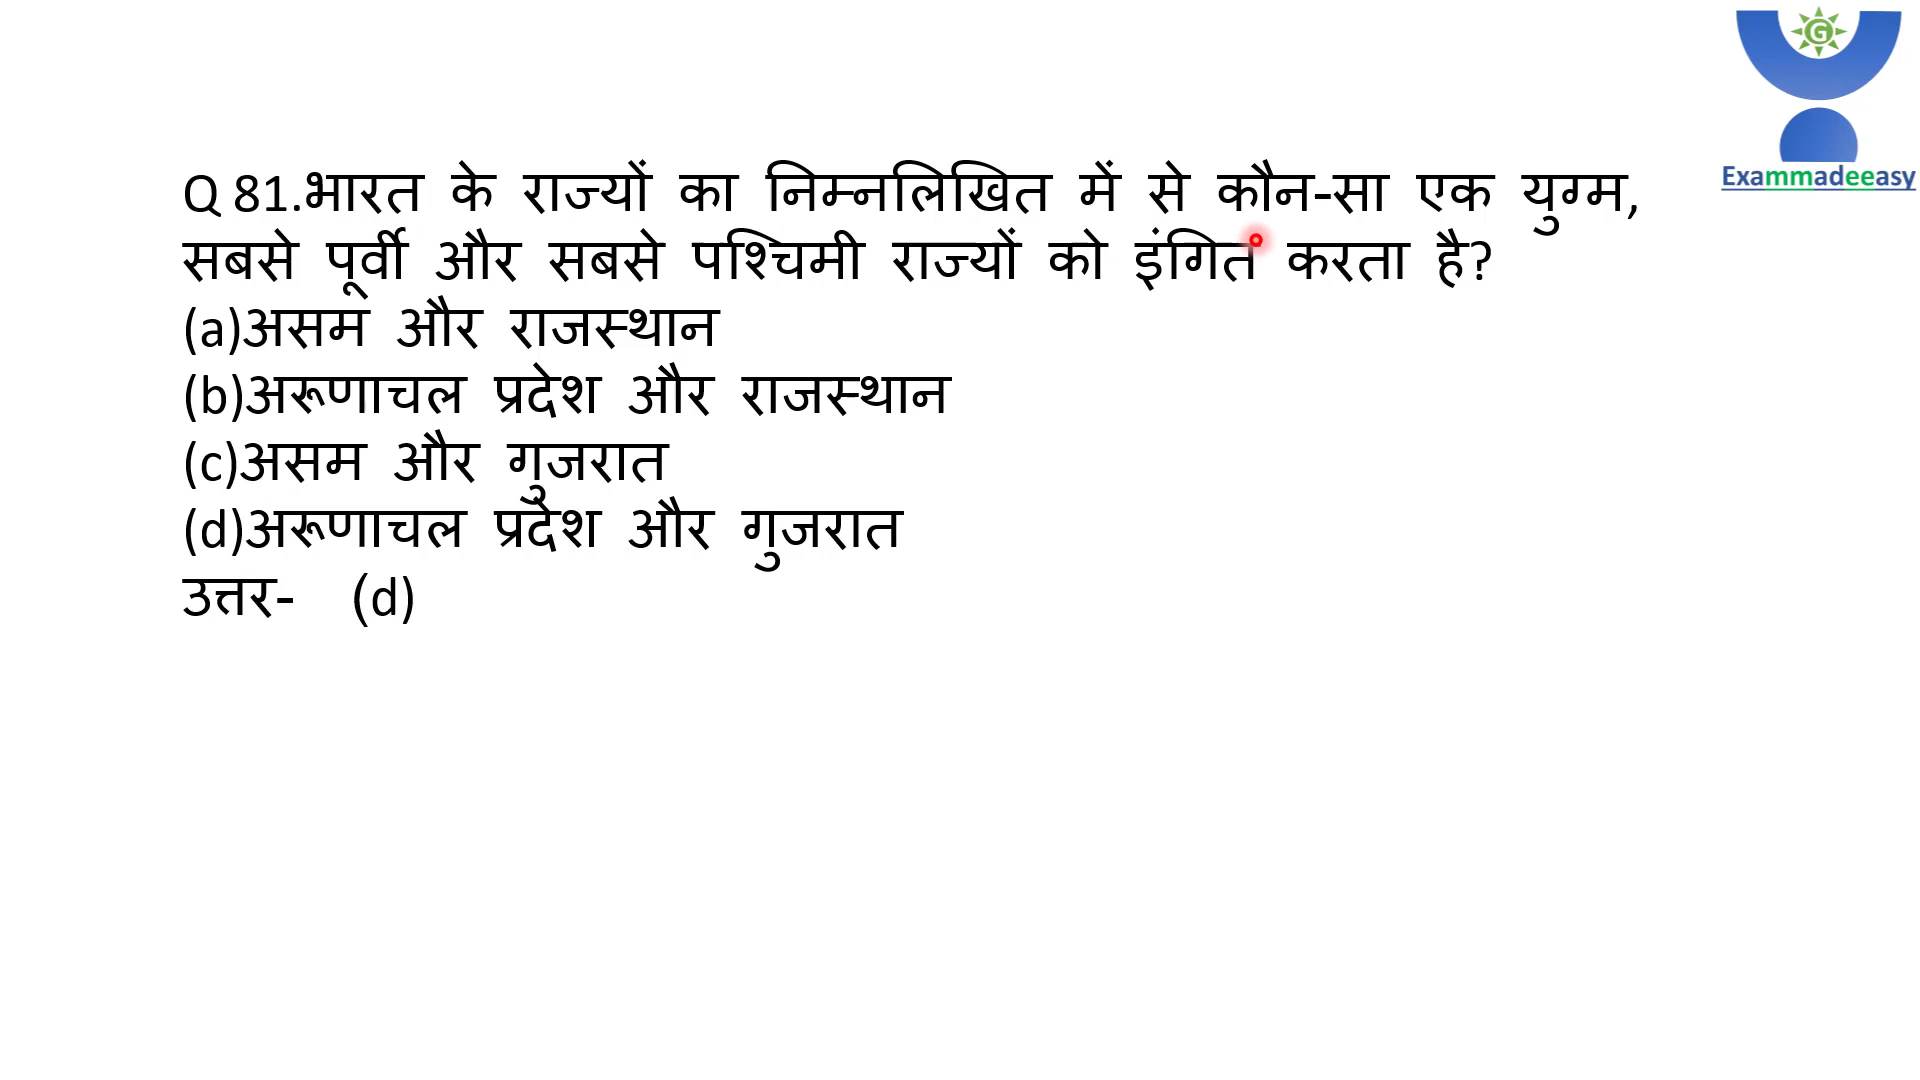 G
Exammadeeasy
Q 81.भारत के राज्यों का निम्नलिखित में से कौन-सा एक युग्म,
सबसे पूर्वी और सबसे पश्चिमी राज्यों को इंगित करता है?
(a)असम और राजस्थान
(b)अरूणाचल प्रदेश और राजस्थान
(c)असम और गुजरात
(d)अरूणाचल प्रदेश और गुजरात
उत्तर- (d)